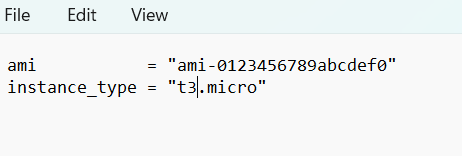 File Edit View
ami           = "ami-0123456789abcdef0"
instance_type = "t3.micro"